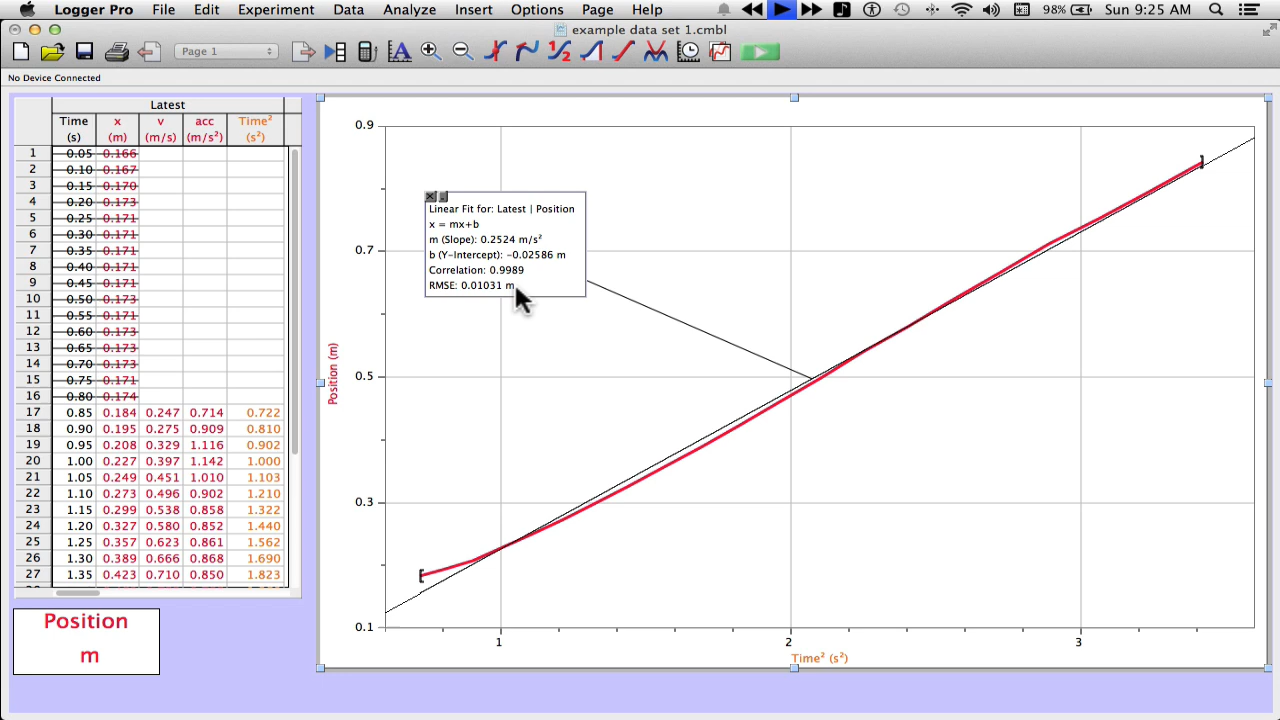 Logger Pro File Edit Experiment Data Analyze Insert Options Page Help 98% Sun 9:25 AM
example data set 1.cmbl
Page 1
No Device Connected
Latest
Time x v acc Time²
(s) (m) (m/s) (m/s²) (s²)
1 0.05 0.166
2 0.10 0.167
3 0.15 0.170
4 0.20 0.173
5 0.25 0.171
6 0.30 0.171
7 0.35 0.171
8 0.40 0.171
9 0.45 0.171
10 0.50 0.173
11 0.55 0.171
12 0.60 0.173
13 0.65 0.173
14 0.70 0.173
15 0.75 0.171
16 0.80 0.174
17 0.85 0.184 0.247 0.714 0.722
18 0.90 0.195 0.275 0.909 0.810
19 0.95 0.208 0.329 1.116 0.902
20 1.00 0.227 0.397 1.142 1.000
21 1.05 0.249 0.451 1.010 1.103
22 1.10 0.273 0.496 0.902 1.210
23 1.15 0.299 0.538 0.858 1.322
24 1.20 0.327 0.580 0.852 1.440
25 1.25 0.357 0.623 0.861 1.562
26 1.30 0.389 0.666 0.868 1.690
27 1.35 0.423 0.710 0.850 1.823
Position
m
0.9
0.7
0.5
0.3
0.1
Position (m)
Linear Fit for: Latest | Position
x = mx+b
m (Slope): 0.2524 m/s²
b (Y-Intercept): -0.02586 m
Correlation: 0.9989
RMSE: 0.01031 m
1 2 3
Time² (s²)